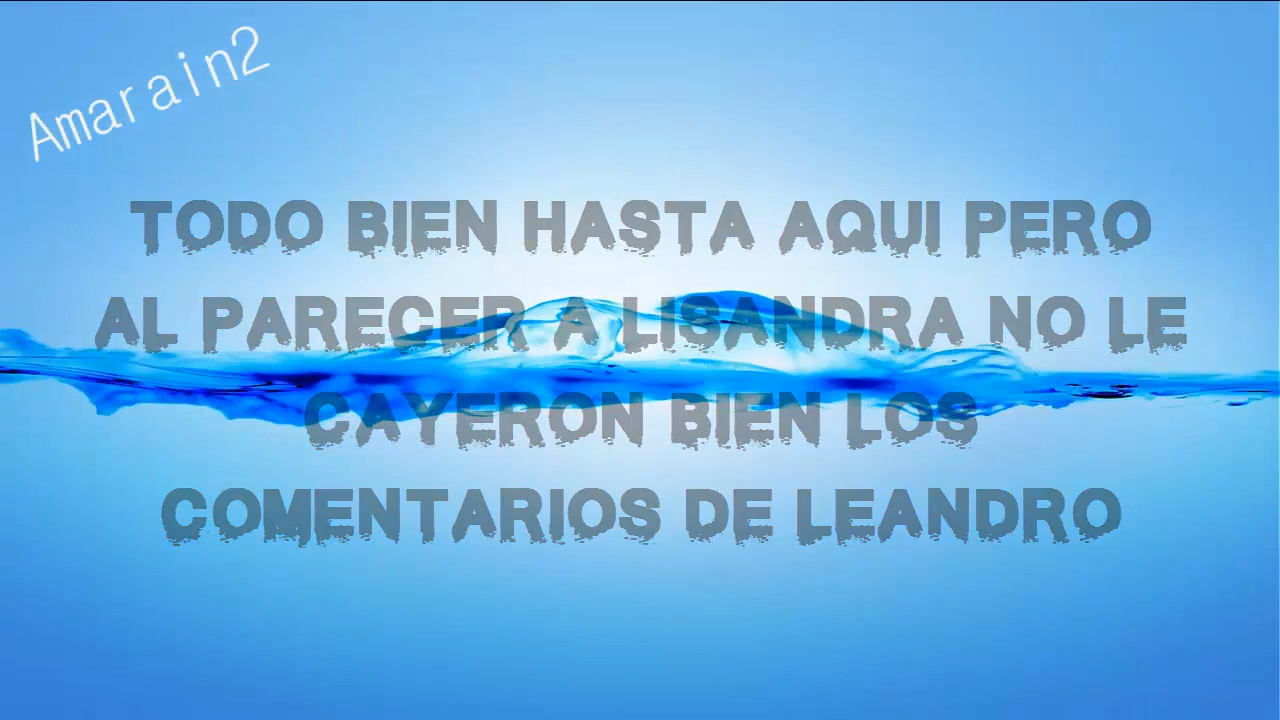 Amarain2
TODO BIEN HASTA AQUI PERO
AL PARECER A LISANDRA NO LE
CAYERON BIEN LOS
COMENTARIOS DE LEANDRO